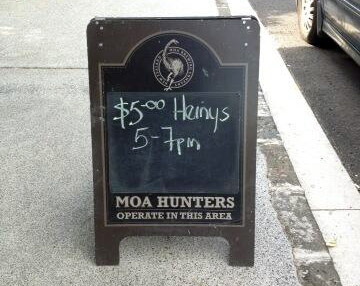 $5-00 Heinys
5-7pm
MOA HUNTERS
OPERATE IN THIS AREA